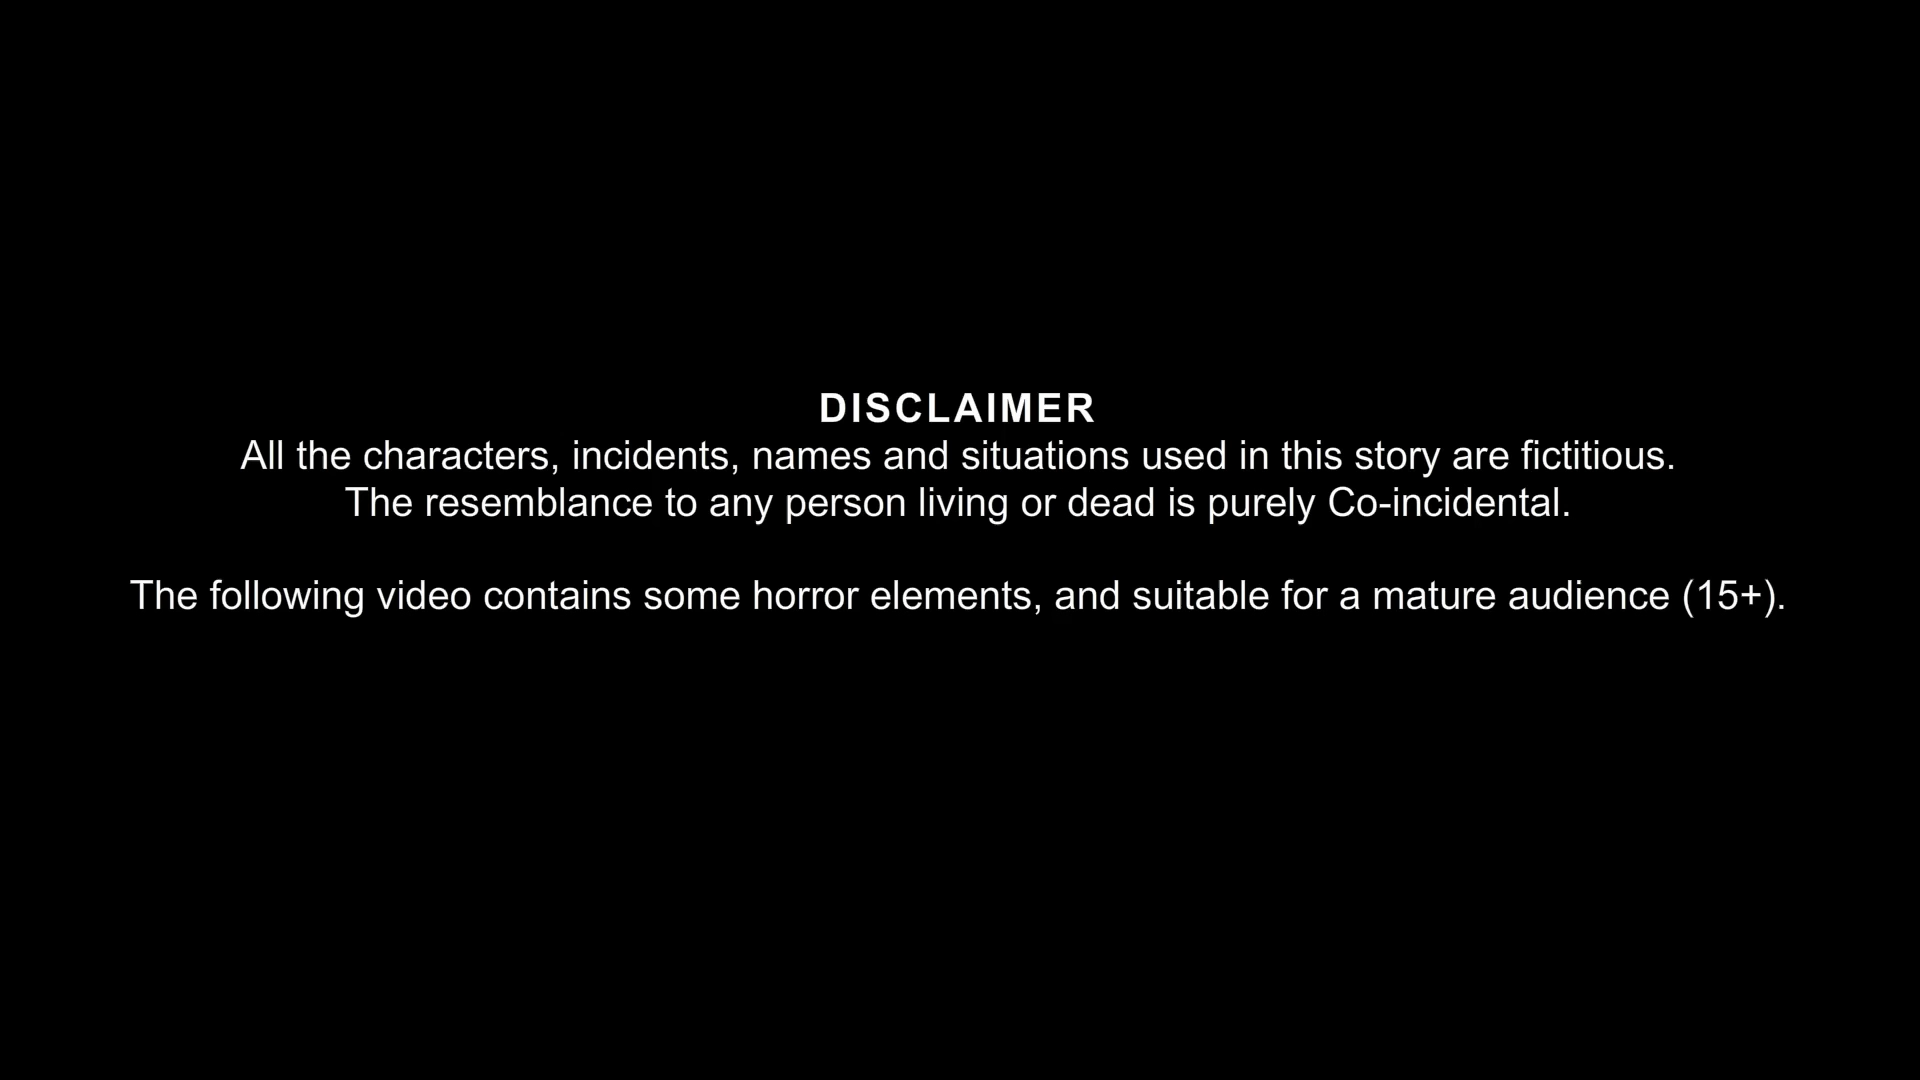 DISCLAIMER
All the characters, incidents, names and situations used in this story are fictitious.
The resemblance to any person living or dead is purely Co-incidental.
The following video contains some horror elements, and suitable for a mature audience (15+).